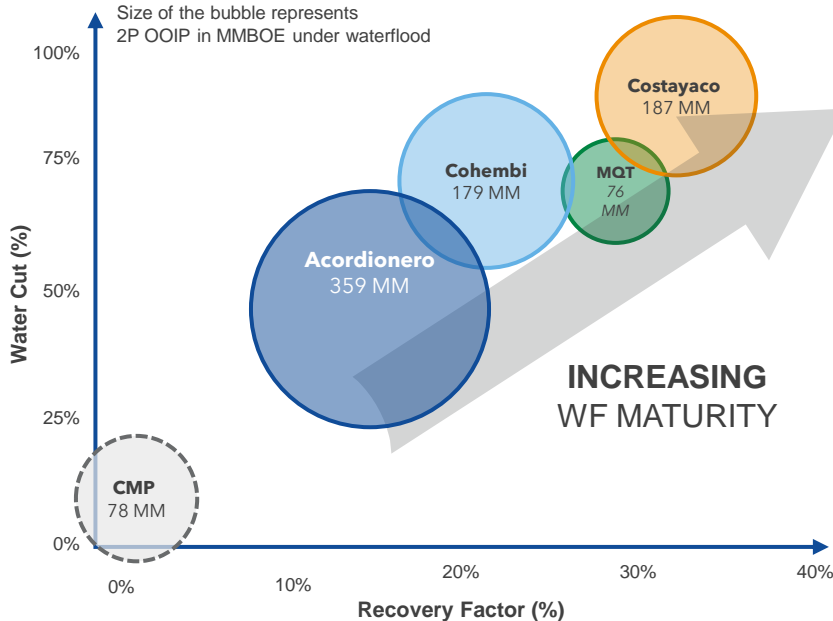 Size of the bubble represents
2P OOIP in MMBOE under waterflood
100%
75%
50%
25%
0%
Water Cut (%)
Costayaco
187 MM
Cohembi
179 MM
MQT
76
MM
Acordionero
359 MM
INCREASING
WF MATURITY
CMP
78 MM
0%
10%
20%
30%
40%
Recovery Factor (%)